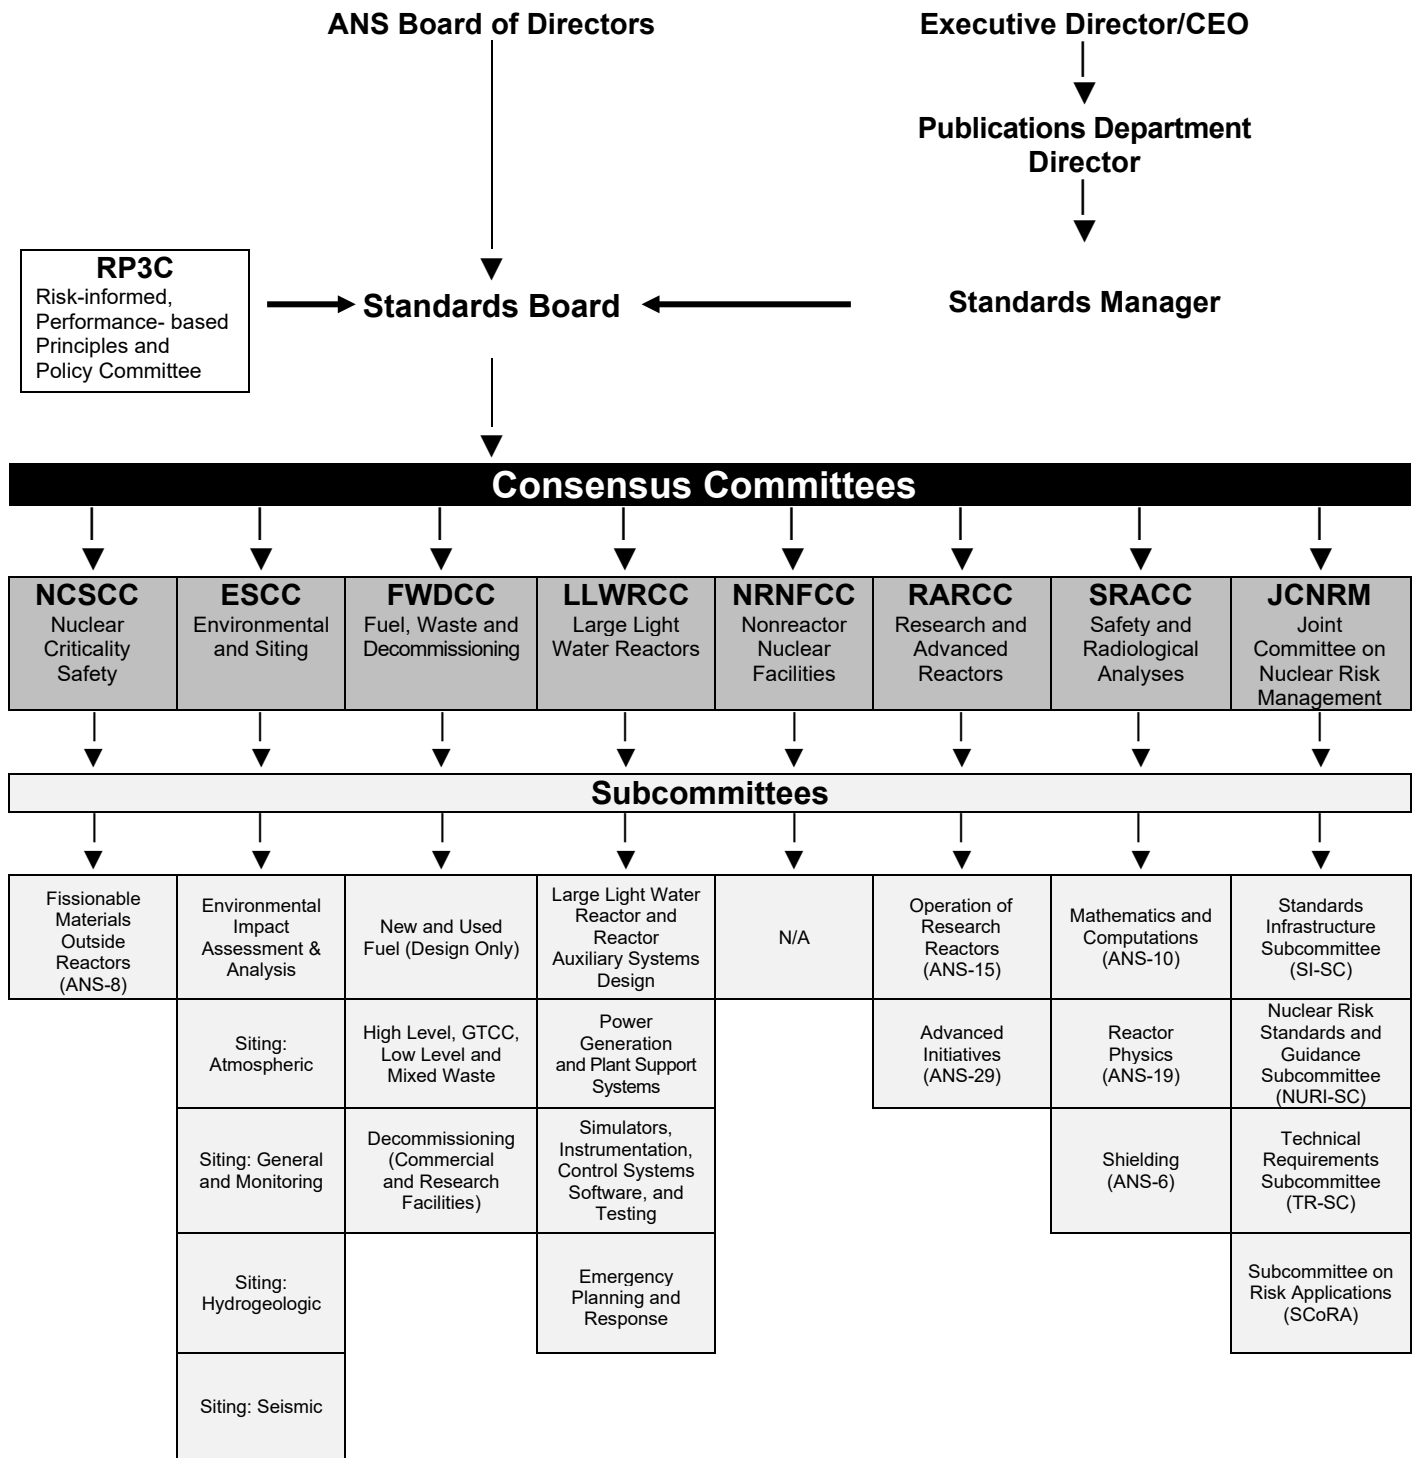 ANS Board of Directors
Executive Director/CEO
Publications Department
Director
RP3C
Risk-informed,
Performance- based
Principles and
Policy Committee
Standards Board
Standards Manager
Consensus Committees
NCSCC
Nuclear
Criticality
Safety
ESCC
Environmental
and Siting
FWDCC
Fuel, Waste and
Decommissioning
LLWRCC
Large Light
Water Reactors
NRNFCC
Nonreactor
Nuclear
Facilities
RARCC
Research and
Advanced
Reactors
SRACC
Safety and
Radiological
Analyses
JCNRM
Joint
Committee on
Nuclear Risk
Management
Subcommittees
Fissionable
Materials
Outside
Reactors
(ANS-8)
Environmental
Impact
Assessment &
Analysis
New and Used
Fuel (Design Only)
Large Light Water
Reactor and
Reactor
Auxiliary Systems
Design
N/A
Operation of
Research
Reactors
(ANS-15)
Mathematics and
Computations
(ANS-10)
Standards
Infrastructure
Subcommittee
(SI-SC)
Siting:
Atmospheric
High Level, GTCC,
Low Level and
Mixed Waste
Power
Generation
and Plant Support
Systems
Advanced
Initiatives
(ANS-29)
Reactor
Physics
(ANS-19)
Nuclear Risk
Standards and
Guidance
Subcommittee
(NURI-SC)
Siting: General
and Monitoring
Decommissioning
(Commercial
and Research
Facilities)
Simulators,
Instrumentation,
Control Systems
Software, and
Testing
Shielding
(ANS-6)
Technical
Requirements
Subcommittee
(TR-SC)
Siting:
Hydrogeologic
Emergency
Planning and
Response
Subcommittee on
Risk Applications
(SCoRA)
Siting: Seismic